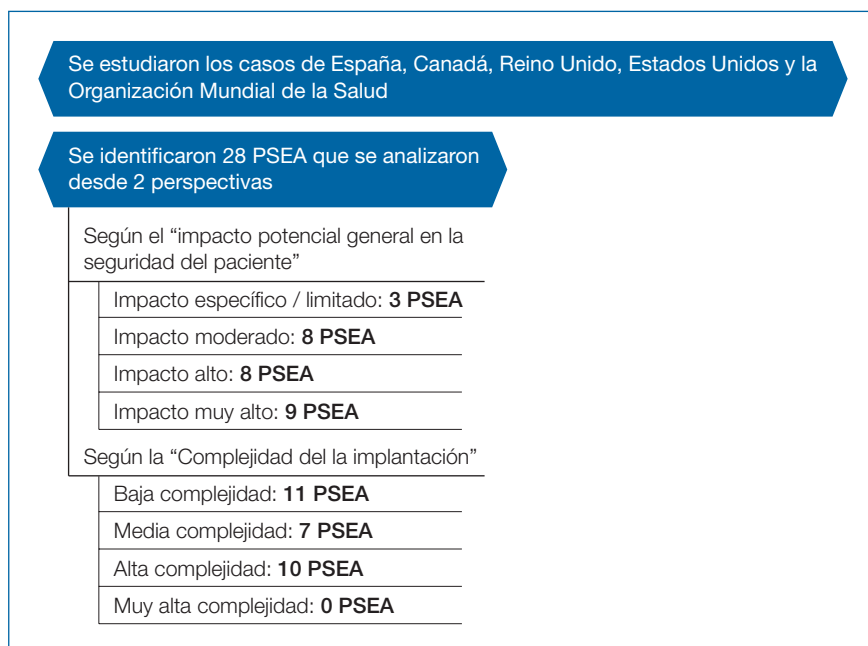 Se estudiaron los casos de España, Canadá, Reino Unido, Estados Unidos y la
Organización Mundial de la Salud
Se identificaron 28 PSEA que se analizaron
desde 2 perspectivas
Según el “impacto potencial general en la
seguridad del paciente”
Impacto específico / limitado: 3 PSEA
Impacto moderado: 8 PSEA
Impacto alto: 8 PSEA
Impacto muy alto: 9 PSEA
Según la “Complejidad del la implantación”
Baja complejidad: 11 PSEA
Media complejidad: 7 PSEA
Alta complejidad: 10 PSEA
Muy alta complejidad: 0 PSEA